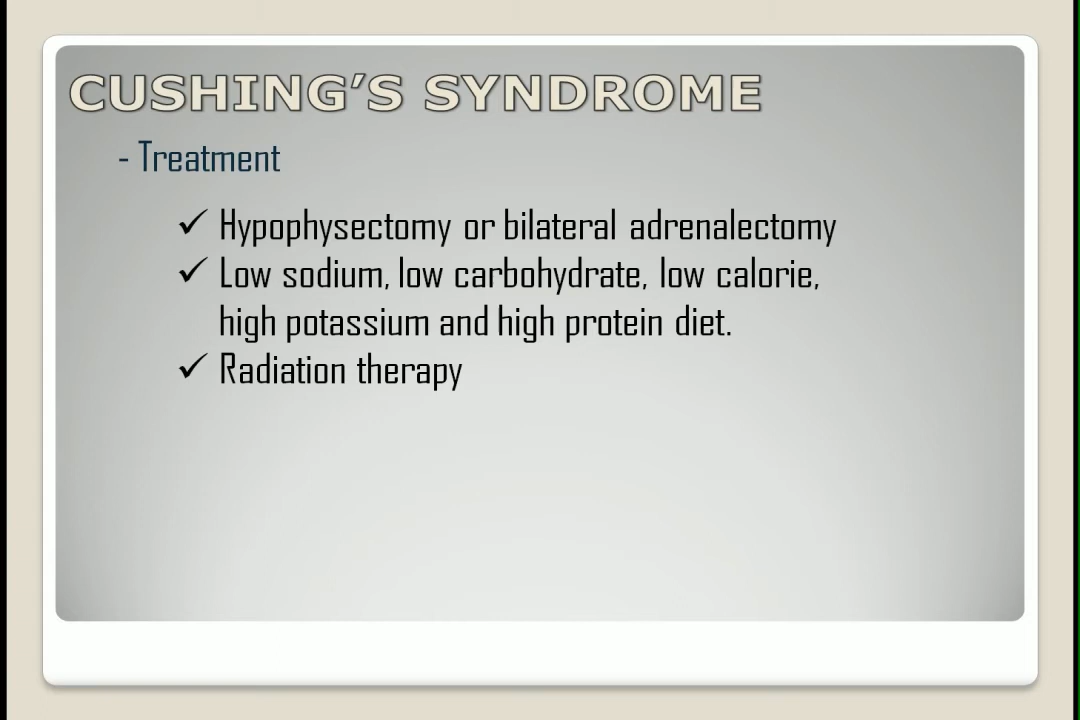 CUSHING’S SYNDROME
- Treatment
✓ Hypophysectomy or bilateral adrenalectomy
✓ Low sodium, low carbohydrate, low calorie,
high potassium and high protein diet.
✓ Radiation therapy